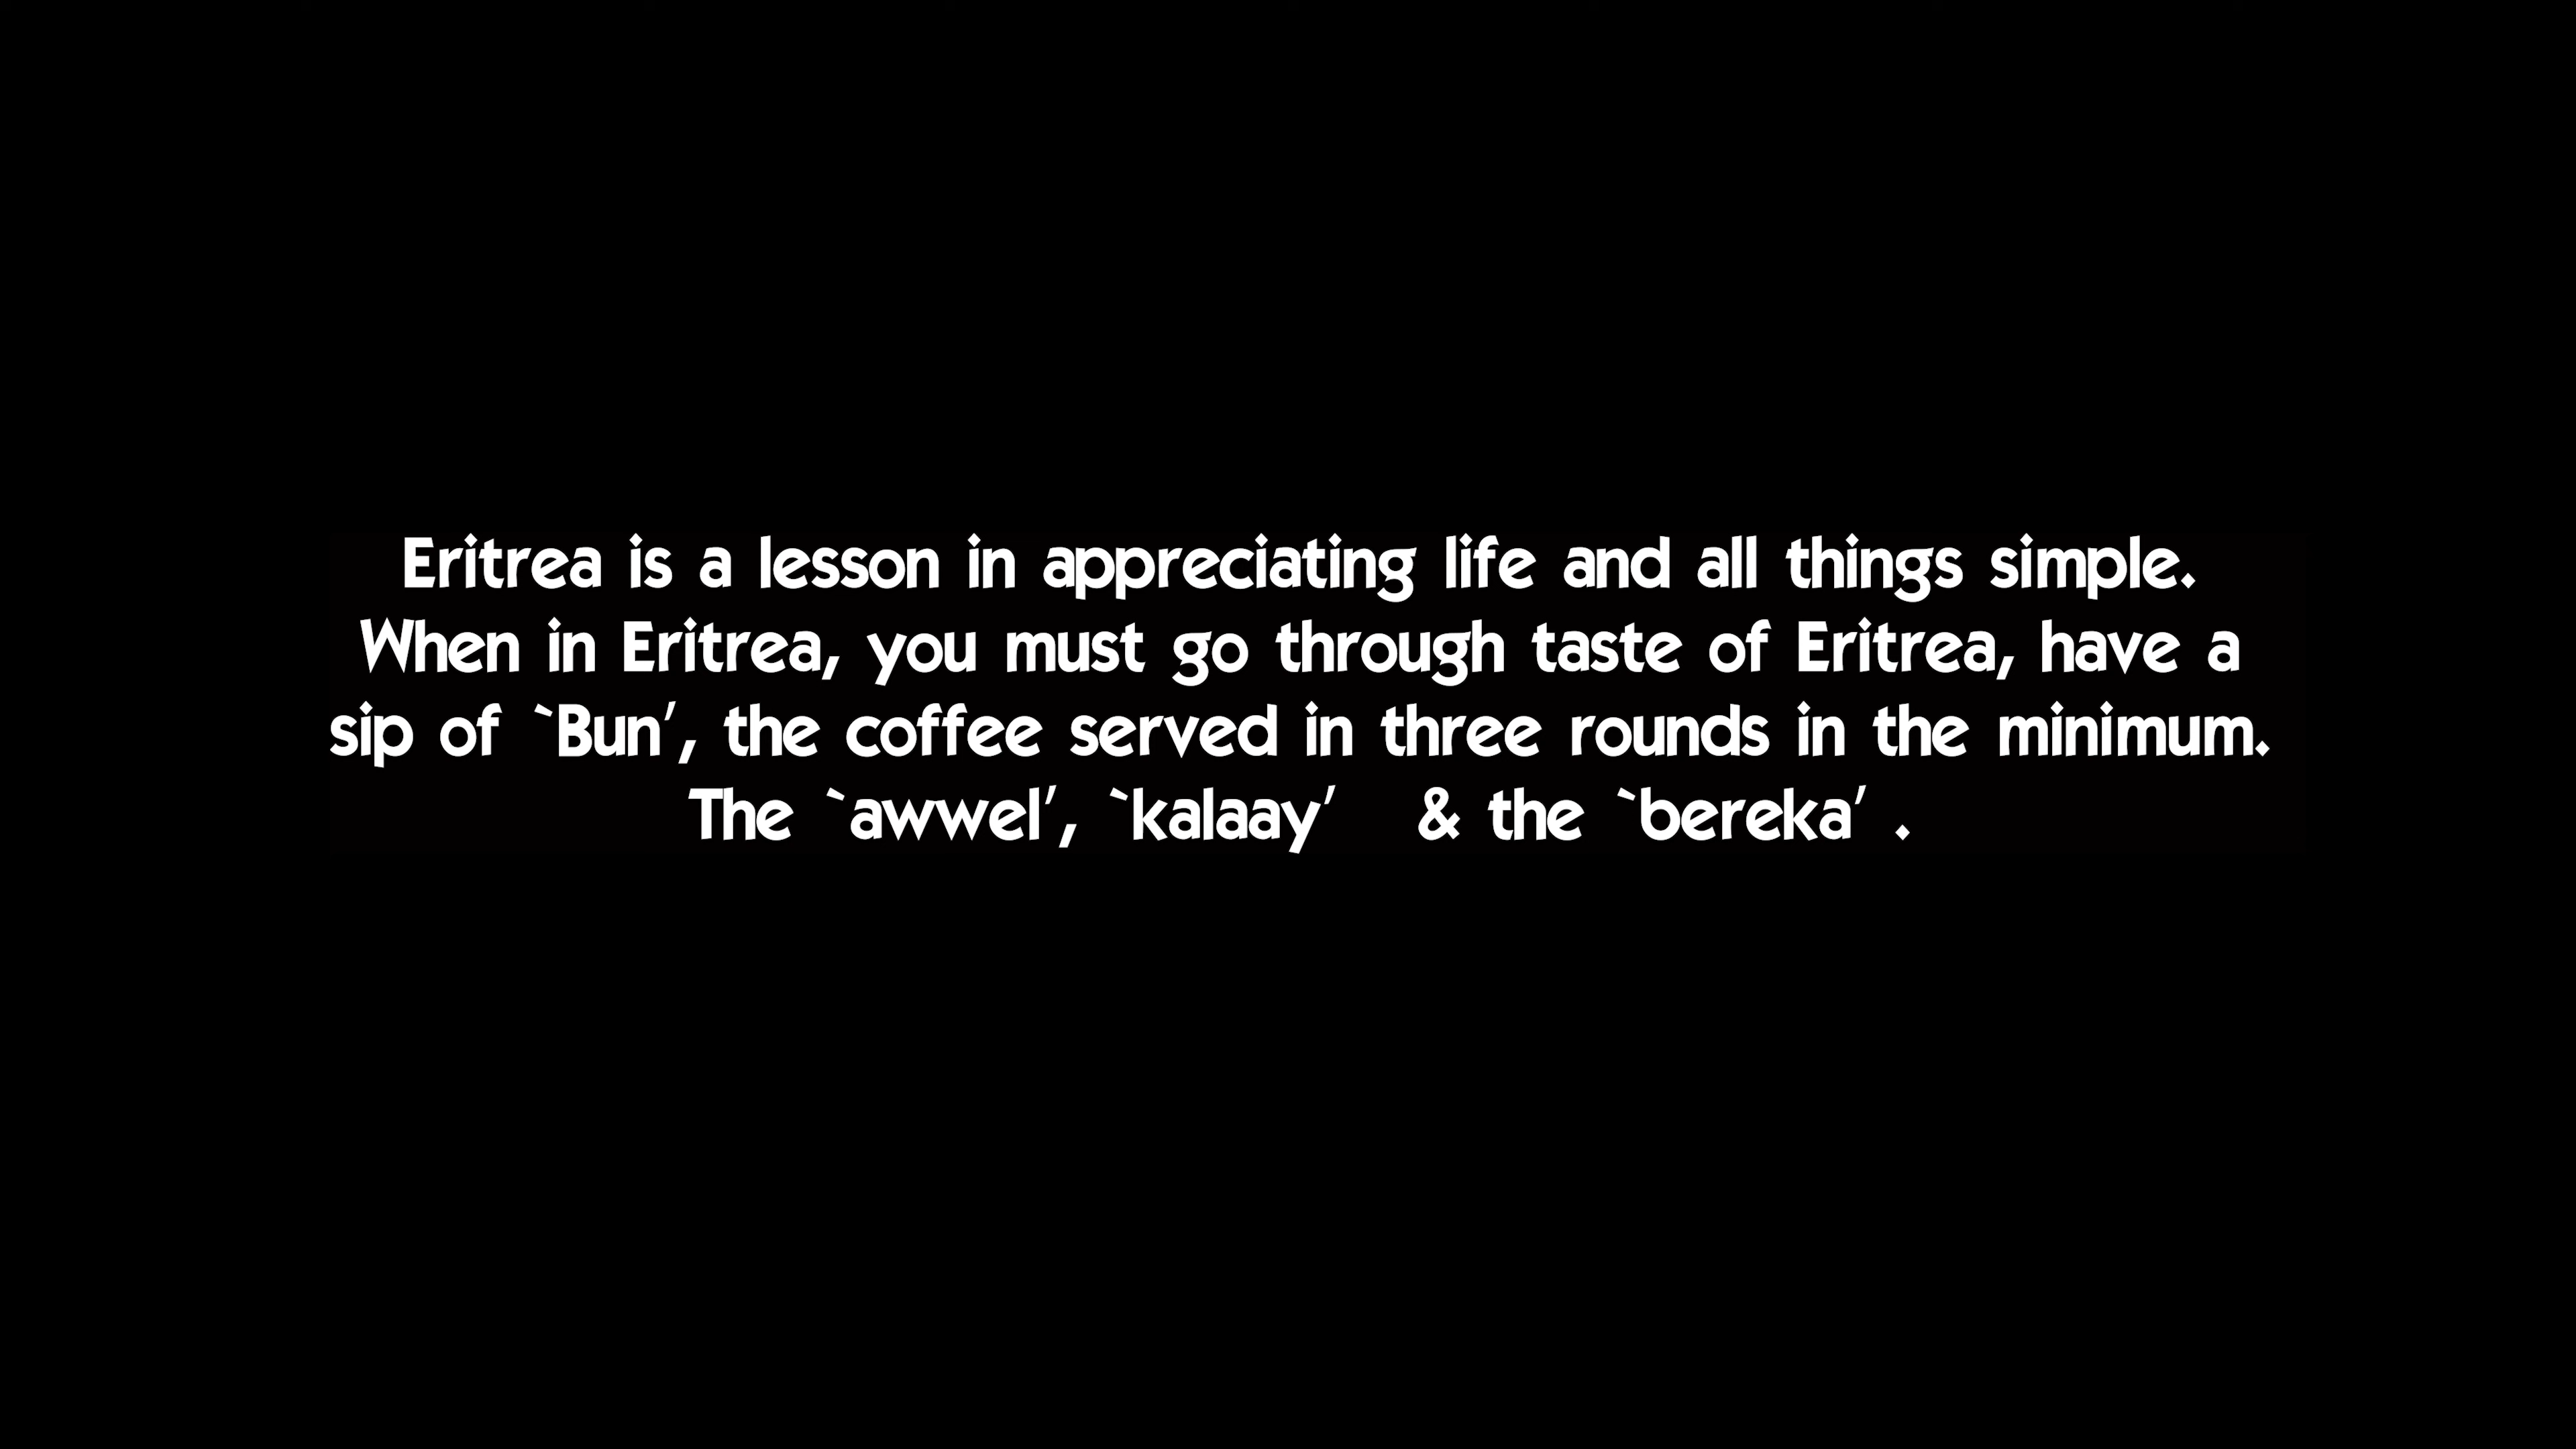 Eritrea is a lesson in appreciating life and all things simple.
When in Eritrea, you must go through taste of Eritrea, have a
sip of `Bun’, the coffee served in three rounds in the minimum.
The `awwel’, `kalaay’ & the `bereka’ .